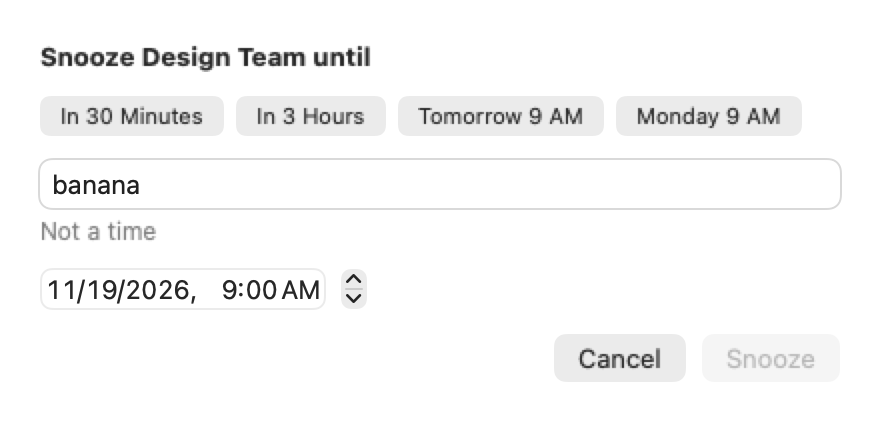 Snooze Design Team until
In 30 Minutes In 3 Hours Tomorrow 9 AM Monday 9 AM
banana
Not a time
11/19/2026, 9:00 AM
Cancel Snooze